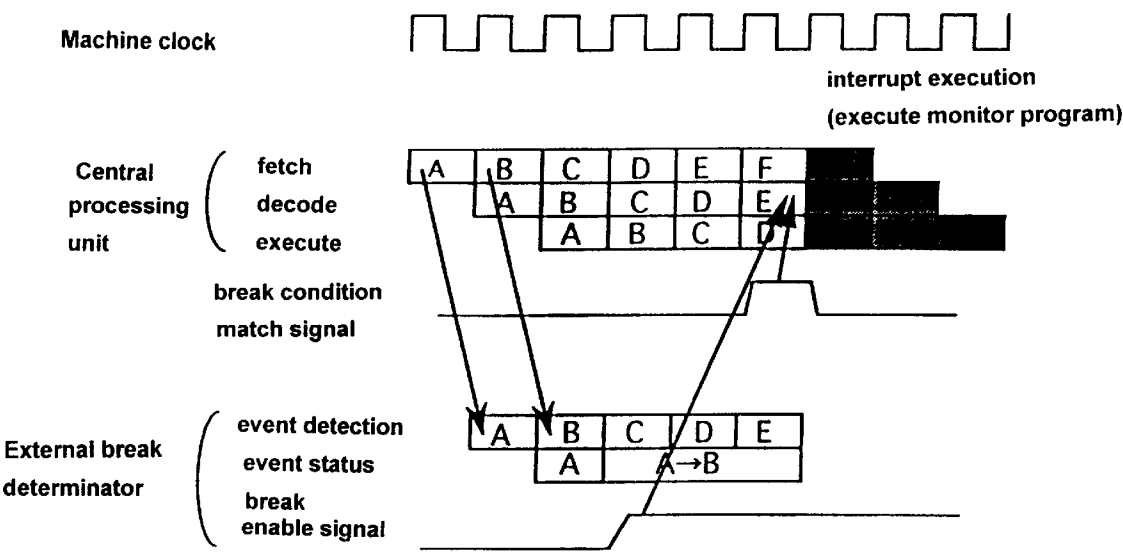 Machine clock
interrupt execution
(execute monitor program)
Central
processing
unit
fetch
A B C D E F
decode
A B C D E
execute
A B C D
break condition
match signal
External break
determinator
event detection
A B C D E
event status
A A→B
break
enable signal